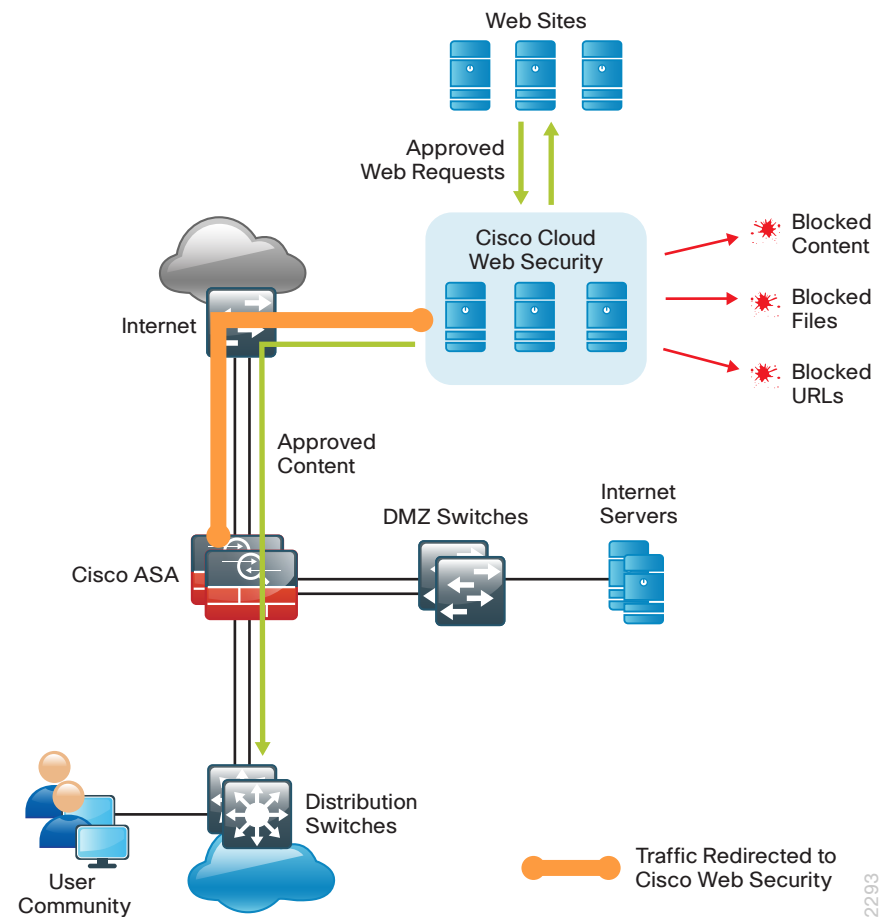 Web Sites
Approved
Web Requests
Cisco Cloud
Web Security
Blocked
Content
Blocked
Files
Blocked
URLs
Internet
Approved
Content
Internet
Servers
DMZ Switches
Cisco ASA
Distribution
Switches
User
Community
Traffic Redirected to
Cisco Web Security
2293